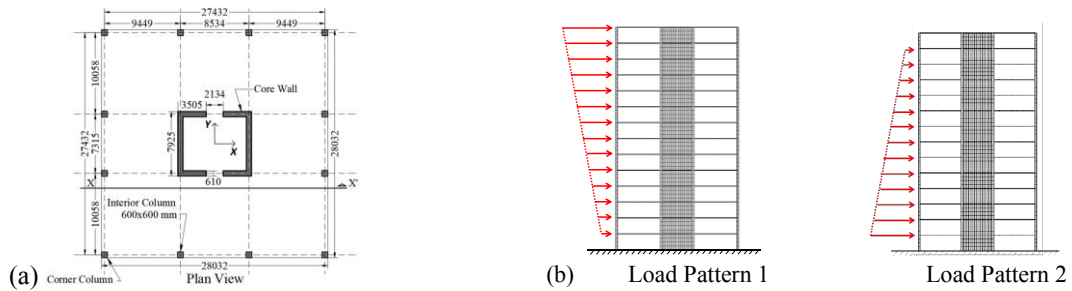 27432
9449 8534 9449
2134
3505
Core Wall
10058
27432
7315
7925
Y
X
28032
X' X'
610
Interior Column
600x600 mm
10058
28032
(a) Corner Column Plan View
(b) Load Pattern 1 Load Pattern 2